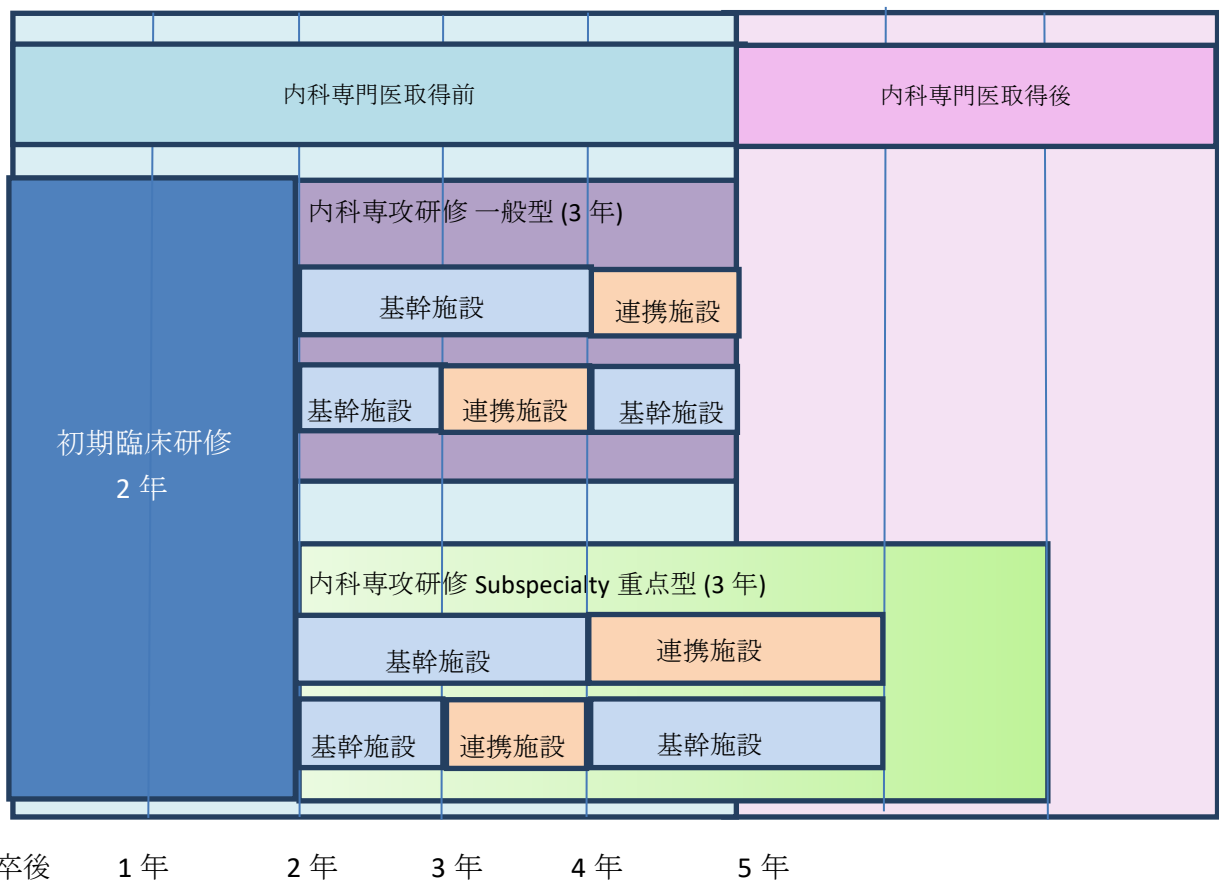 内科専門医取得前
内科専門医取得後
内科専攻研修 一般型 (3 年)
基幹施設
連携施設
基幹施設
連携施設
基幹施設
初期臨床研修
2 年
内科専攻研修 Subspecialty 重点型 (3 年)
基幹施設
連携施設
基幹施設
連携施設
基幹施設
卒後 1 年 2 年 3 年 4 年 5 年